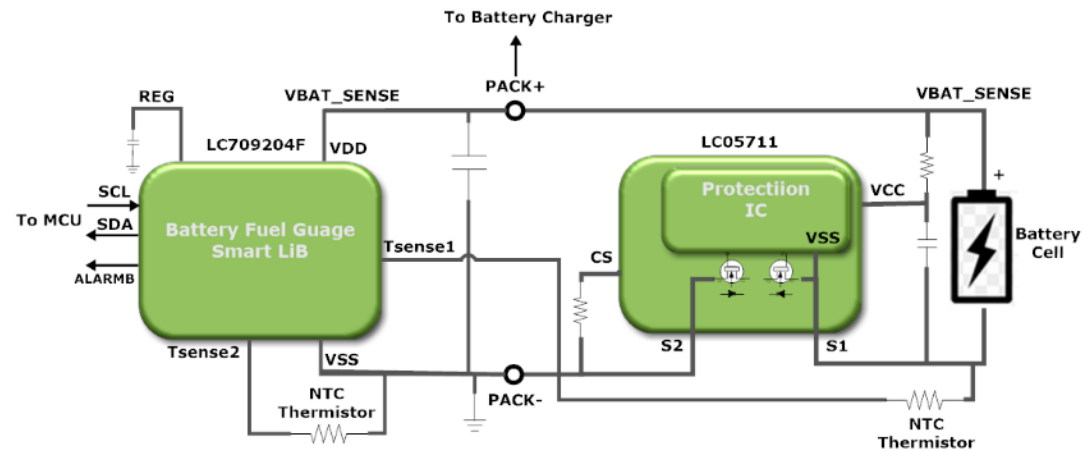 To Battery Charger
PACK+
REG
VBAT_SENSE
VBAT_SENSE
LC709204F
VDD
LC05711
SCL
To MCU
SDA
ALARMB
Battery Fuel Guage
Smart LiB
Tsense1
Protectiion
IC
VCC
VSS
+
Battery
Cell
CS
Tsense2
VSS
S2
S1
PACK-
NTC
Thermistor
NTC
Thermistor